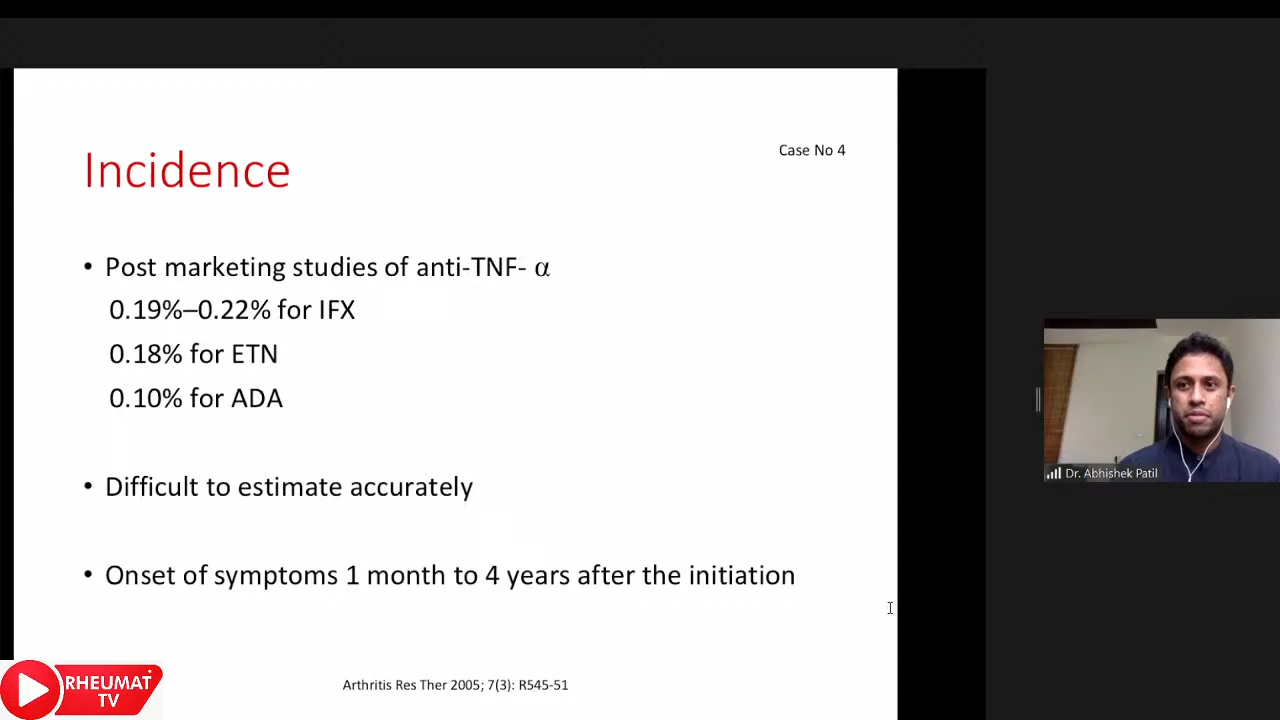 Incidence
Case No 4
• Post marketing studies of anti-TNF- α
0.19%–0.22% for IFX
0.18% for ETN
0.10% for ADA
• Difficult to estimate accurately
• Onset of symptoms 1 month to 4 years after the initiation
Arthritis Res Ther 2005; 7(3): R545-51
Dr. Abhishek Patil
RHEUMAT
TV